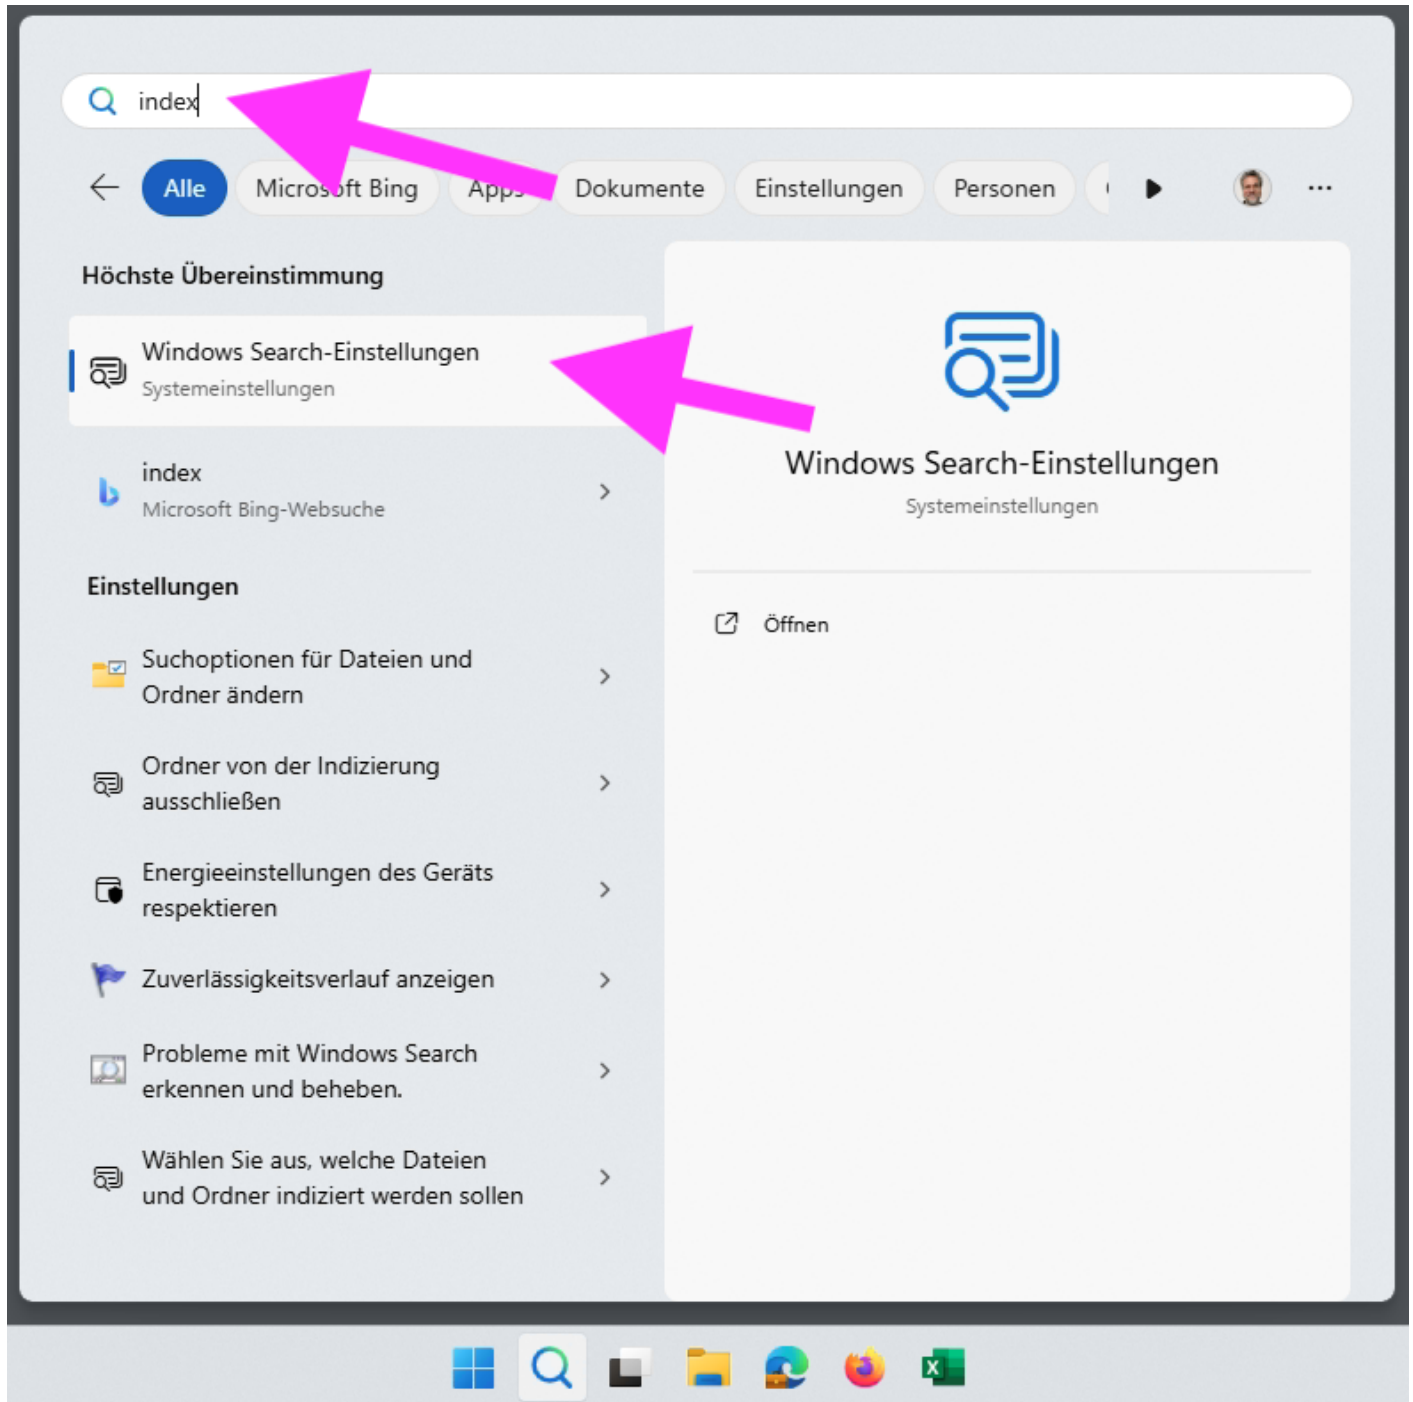 index
Alle
Microsoft Bing
Apps
Dokumente
Einstellungen
Personen
Höchste Übereinstimmung
Windows Search-Einstellungen
Systemeinstellungen
index
Microsoft Bing-Websuche
Einstellungen
Suchoptionen für Dateien und
Ordner ändern
Ordner von der Indizierung
ausschließen
Energieeinstellungen des Geräts
respektieren
Zuverlässigkeitsverlauf anzeigen
Probleme mit Windows Search
erkennen und beheben.
Wählen Sie aus, welche Dateien
und Ordner indiziert werden sollen
Windows Search-Einstellungen
Systemeinstellungen
Öffnen